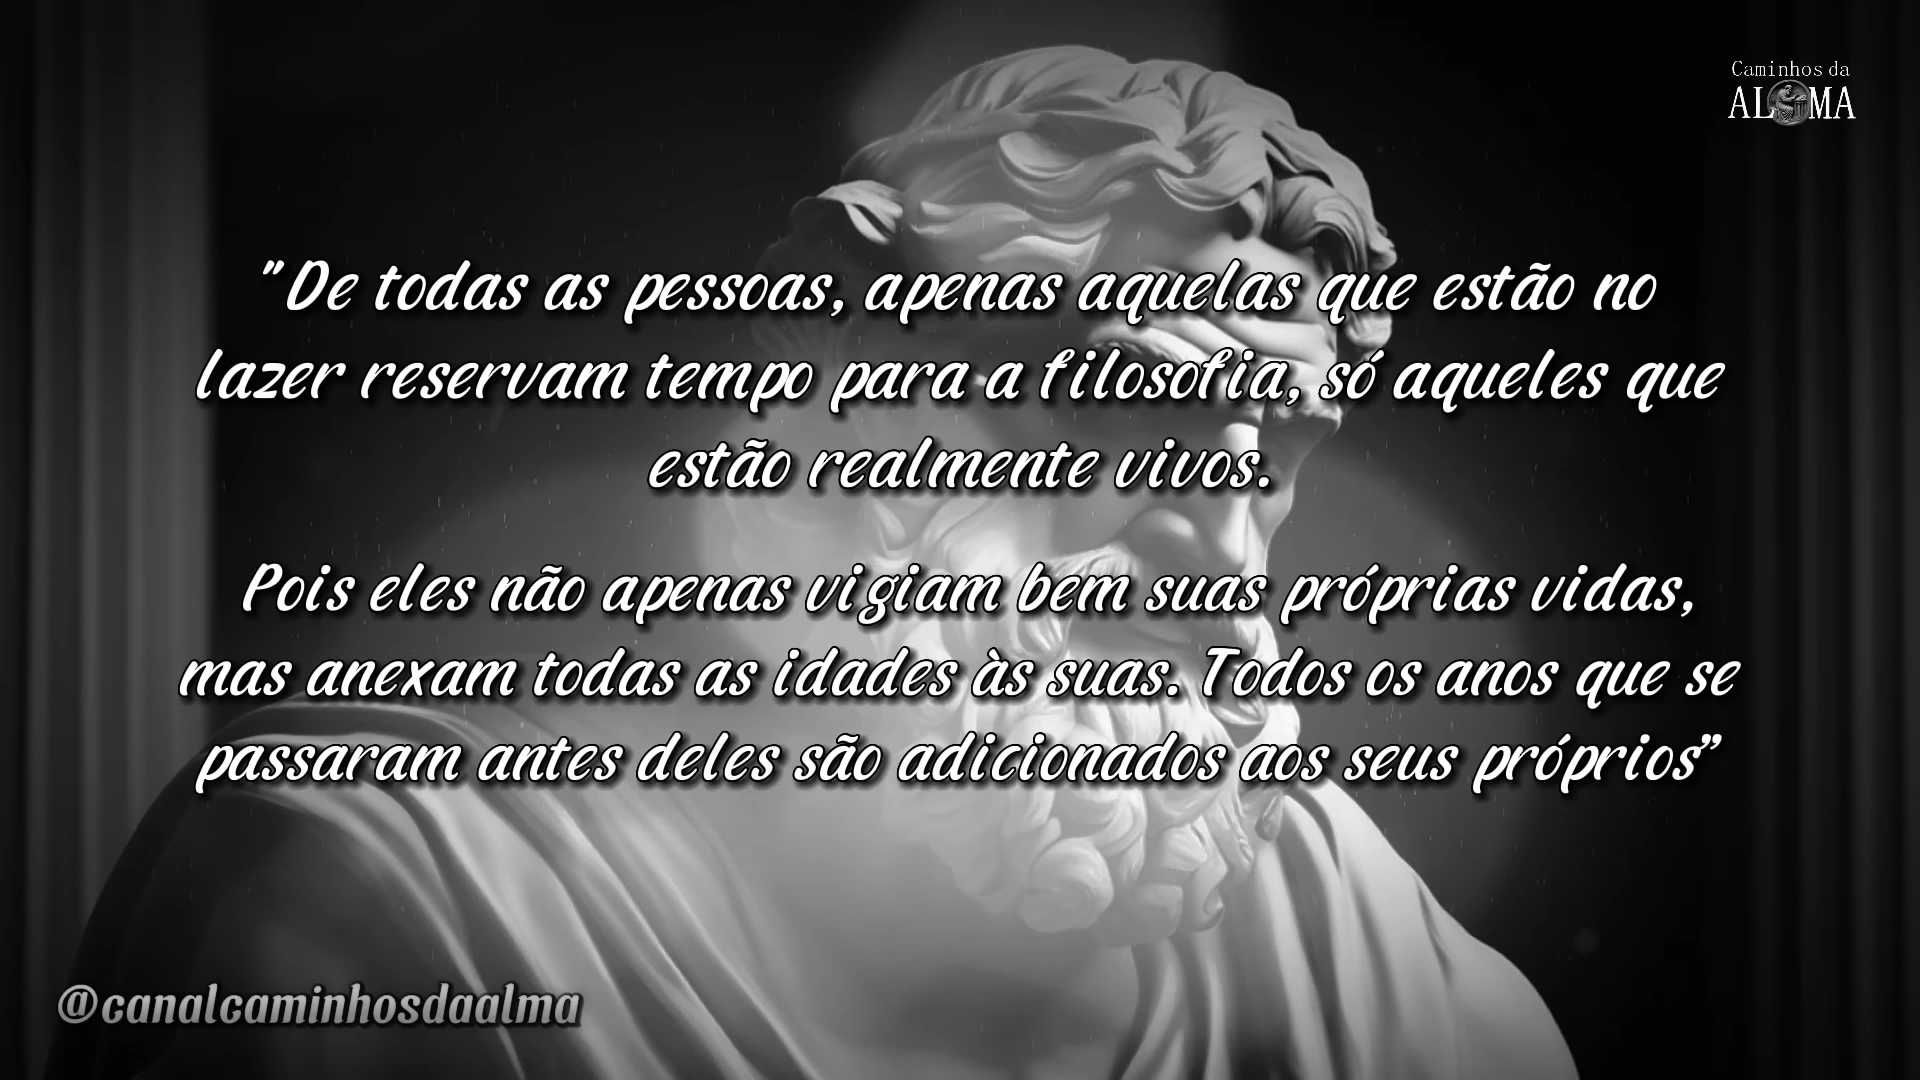 Caminhos da
ALMA
"De todas as pessoas, apenas aquelas que estão no
lazer reservam tempo para a filosofia, só aqueles que
estão realmente vivos.
Pois eles não apenas vigiam bem suas próprias vidas,
mas anexam todas as idades às suas. Todos os anos que se
passaram antes deles são adicionados aos seus próprios”
@canalcaminhosdaalma